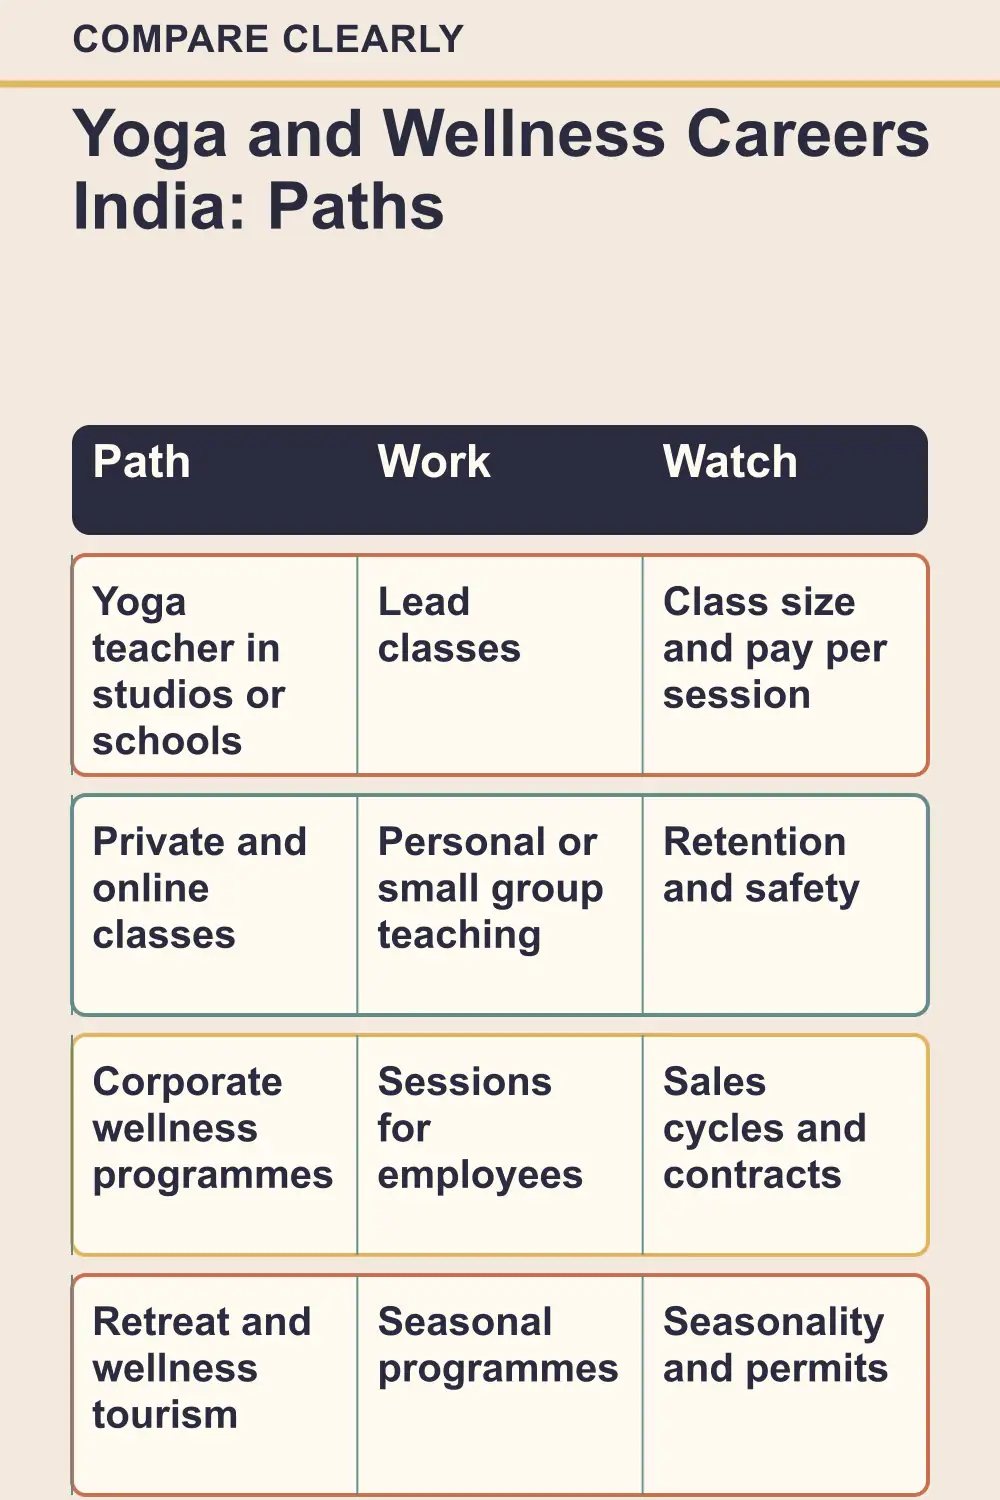 COMPARE CLEARLY
Yoga and Wellness Careers
India: Paths
Path Work Watch
Yoga
teacher in
studios or
schools
Lead
classes
Class size
and pay per
session
Private and
online
classes
Personal or
small group
teaching
Retention
and safety
Corporate
wellness
programmes
Sessions
for
employees
Sales
cycles and
contracts
Retreat and
wellness
tourism
Seasonal
programmes
Seasonality
and permits